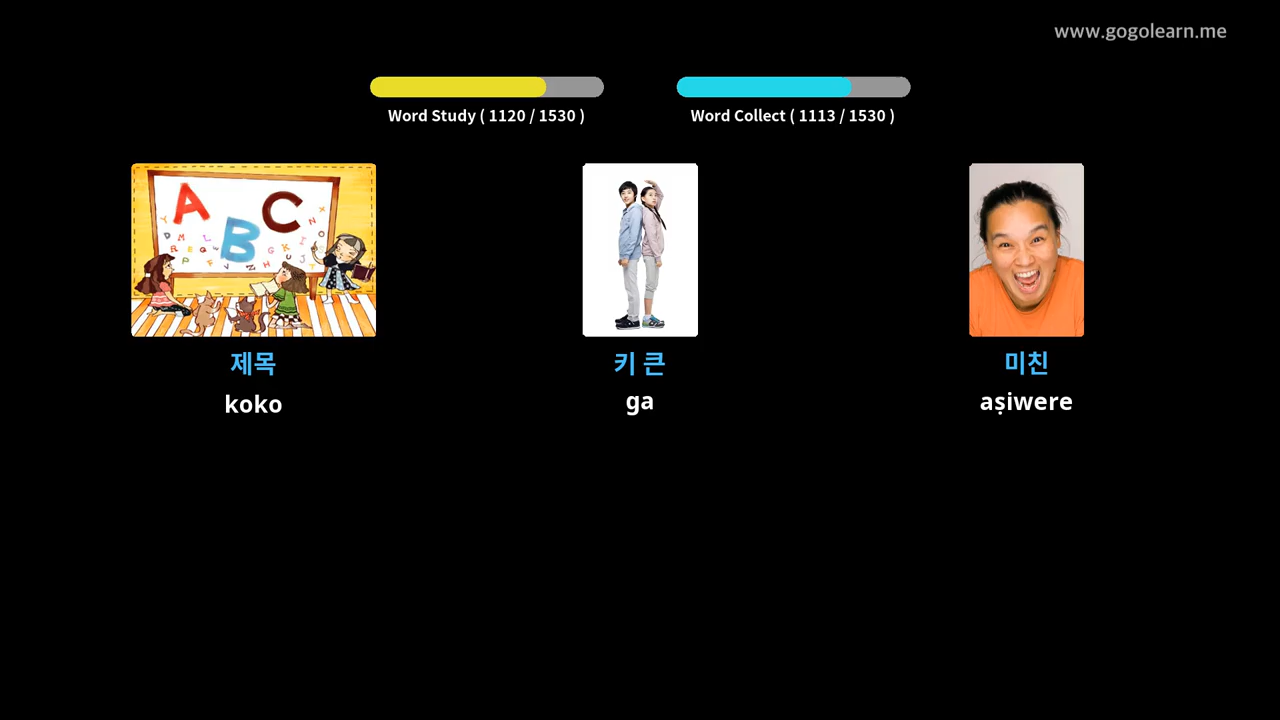 www.gogolearn.me
Word Study ( 1120 / 1530 )
Word Collect ( 1113 / 1530 )
A B C
제목
키 큰
미친
koko
ga
aṣiwere